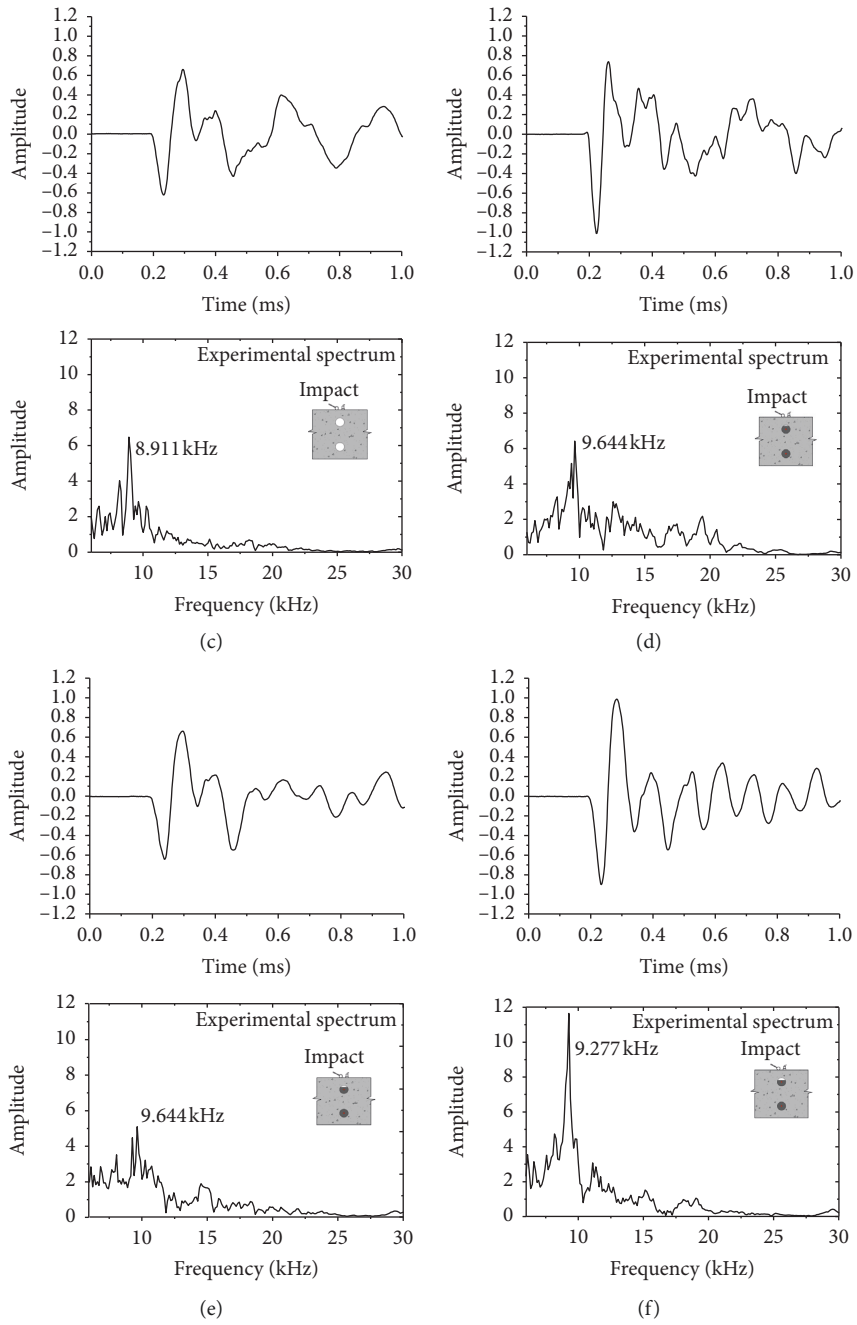 1.2
1.0
0.8
0.6
0.4
0.2
0.0
–0.2
–0.4
–0.6
–0.8
–1.0
–1.2
Amplitude
0.0 0.2 0.4 0.6 0.8 1.0
Time (ms)
12
10
8
6
4
2
0
Amplitude
Experimental spectrum
Impact
8.911 kHz
10 15 20 25 30
Frequency (kHz)
(c)
1.2
1.0
0.8
0.6
0.4
0.2
0.0
–0.2
–0.4
–0.6
–0.8
–1.0
–1.2
Amplitude
0.0 0.2 0.4 0.6 0.8 1.0
Time (ms)
12
10
8
6
4
2
0
Amplitude
Experimental spectrum
Impact
9.644 kHz
10 15 20 25 30
Frequency (kHz)
(d)
1.2
1.0
0.8
0.6
0.4
0.2
0.0
–0.2
–0.4
–0.6
–0.8
–1.0
–1.2
Amplitude
0.0 0.2 0.4 0.6 0.8 1.0
Time (ms)
12
10
8
6
4
2
0
Amplitude
Experimental spectrum
Impact
9.644 kHz
10 15 20 25 30
Frequency (kHz)
(e)
1.2
1.0
0.8
0.6
0.4
0.2
0.0
–0.2
–0.4
–0.6
–0.8
–1.0
–1.2
Amplitude
0.0 0.2 0.4 0.6 0.8 1.0
Time (ms)
12
10
8
6
4
2
0
Amplitude
Experimental spectrum
9.277 kHz
Impact
10 15 20 25 30
Frequency (kHz)
(f)